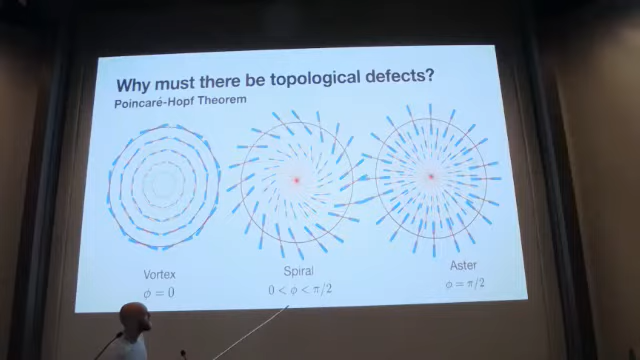 Why must there be topological defects?
Poincaré-Hopf Theorem
Vortex
ϕ = 0
Spiral
0 < ϕ < π/2
Aster
ϕ = π/2